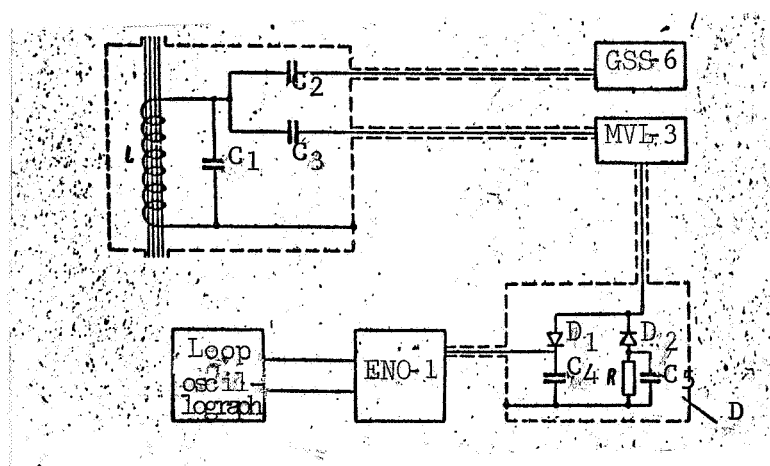 GSS-6
C2
MVL-3
L
C1
C3
D1
D2
Loop
oscil-
lograph
ENO-1
C4
R
C5
D